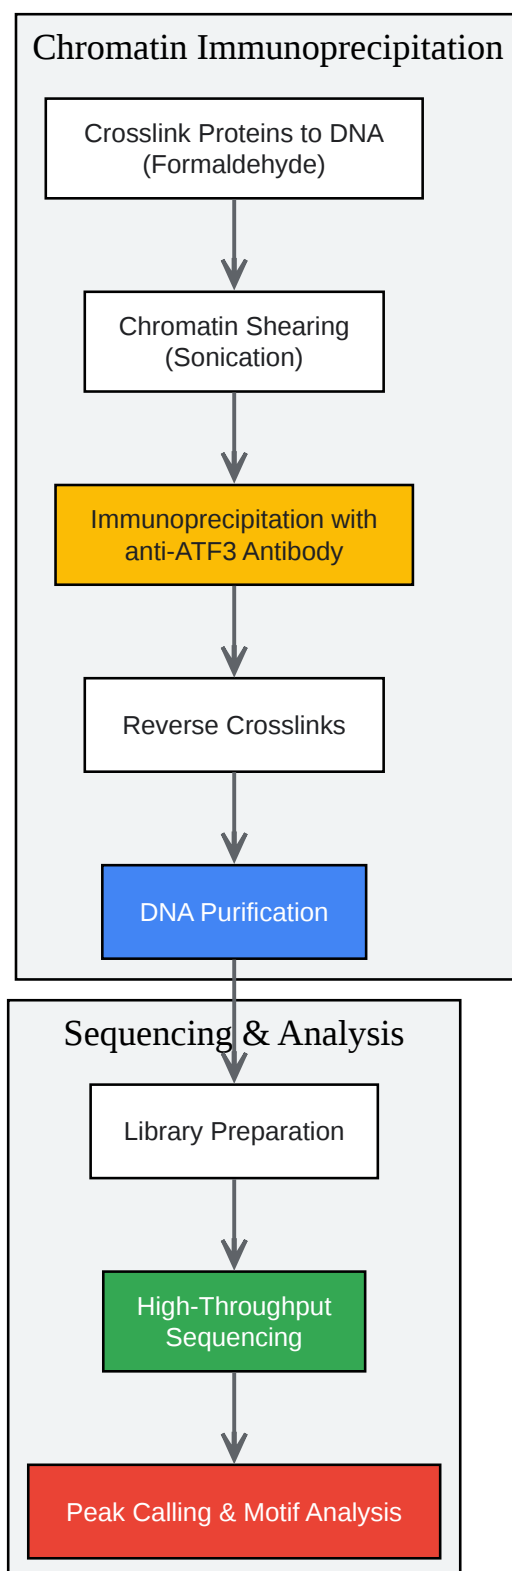 Chromatin Immunoprecipitation
Crosslink Proteins to DNA
(Formaldehyde)
Chromatin Shearing
(Sonication)
Immunoprecipitation with
anti-ATF3 Antibody
Reverse Crosslinks
DNA Purification
Sequencing & Analysis
Library Preparation
High-Throughput
Sequencing
Peak Calling & Motif Analysis